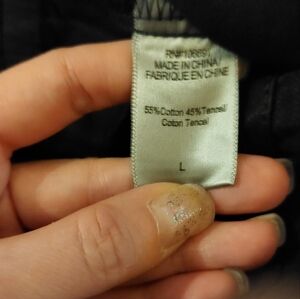 MADE IN CHINA/
FABRIQUE EN CHINE
55%Cotton 45%Tencel/
Coton Tencel
L